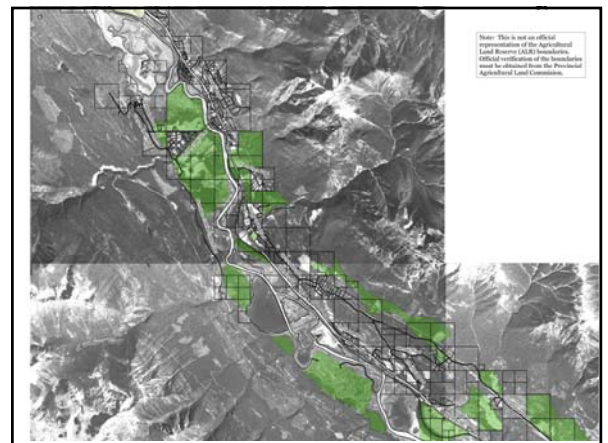 Note: This is not an official
representation of the Agricultural
Land Reserve (ALR) boundaries.
Official verification of the boundaries
must be obtained from the Provincial
Agricultural Land Commision.